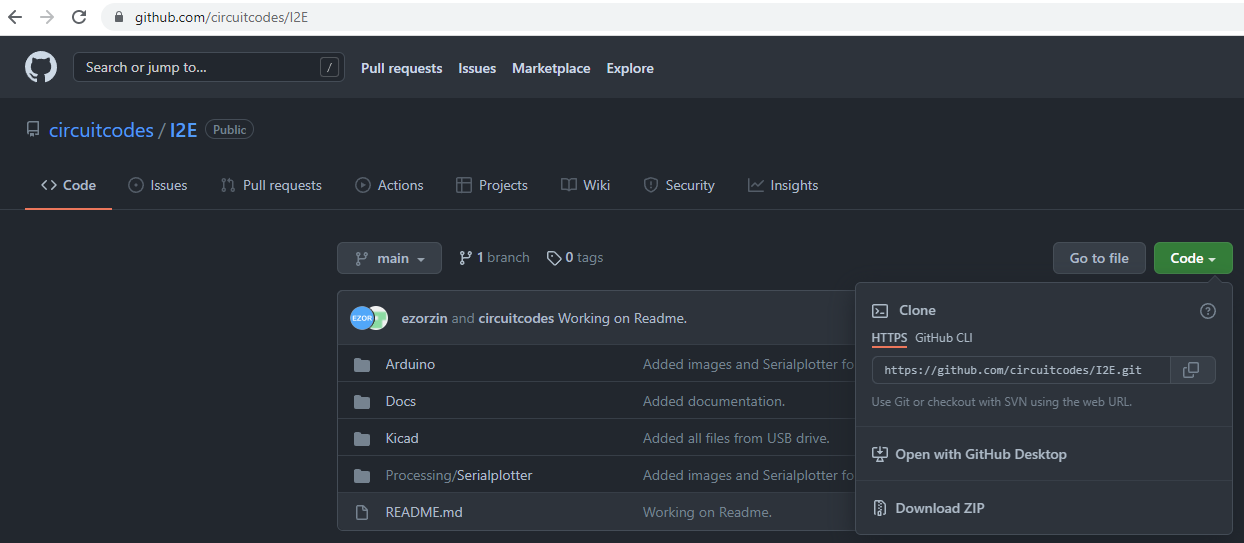 github.com/circuitcodes/I2E
Search or jump to... / Pull requests Issues Marketplace Explore
circuitcodes / I2E Public
Code Issues Pull requests Actions Projects Wiki Security Insights
main 1 branch 0 tags Go to file Code
EZOR ezorzin and circuitcodes Working on Readme.
Arduino Added images and Serialplotter fo
Docs Added documentation.
Kicad Added all files from USB drive.
Processing/Serialplotter Added images and Serialplotter fo
README.md Working on Readme.
Clone ?
HTTPS GitHub CLI
https://github.com/circuitcodes/I2E.git
Use Git or checkout with SVN using the web URL.
Open with GitHub Desktop
Download ZIP